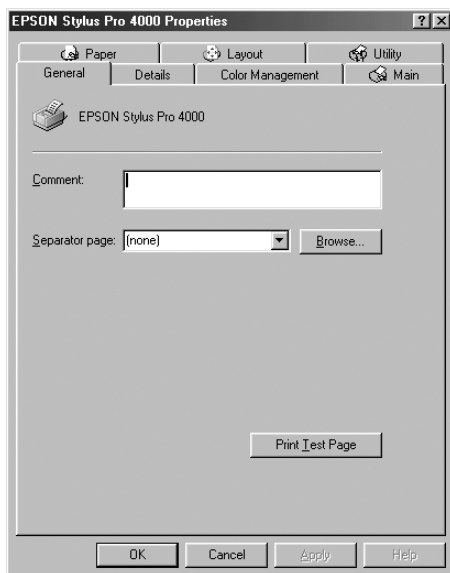 EPSON Stylus Pro 4000 Properties
Paper Layout Utility
General Details Color Management Main
EPSON Stylus Pro 4000
Comment:
Separator page: (none) Browse...
Print Test Page
OK Cancel Apply Help